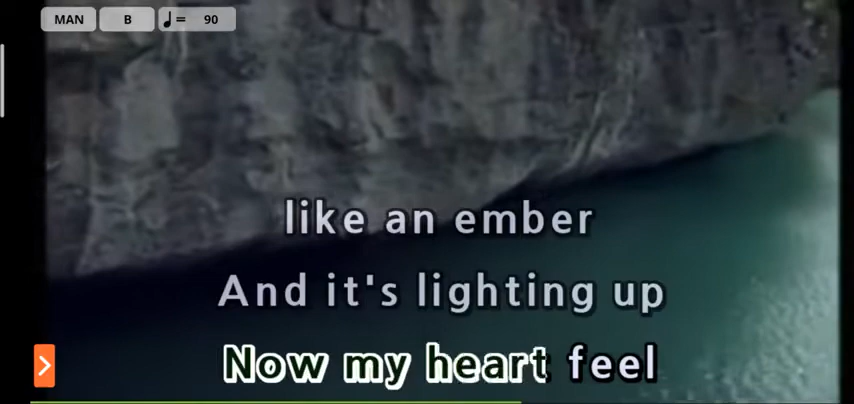 MAN B ♩= 90
like an ember
And it's lighting up
Now my heart feel